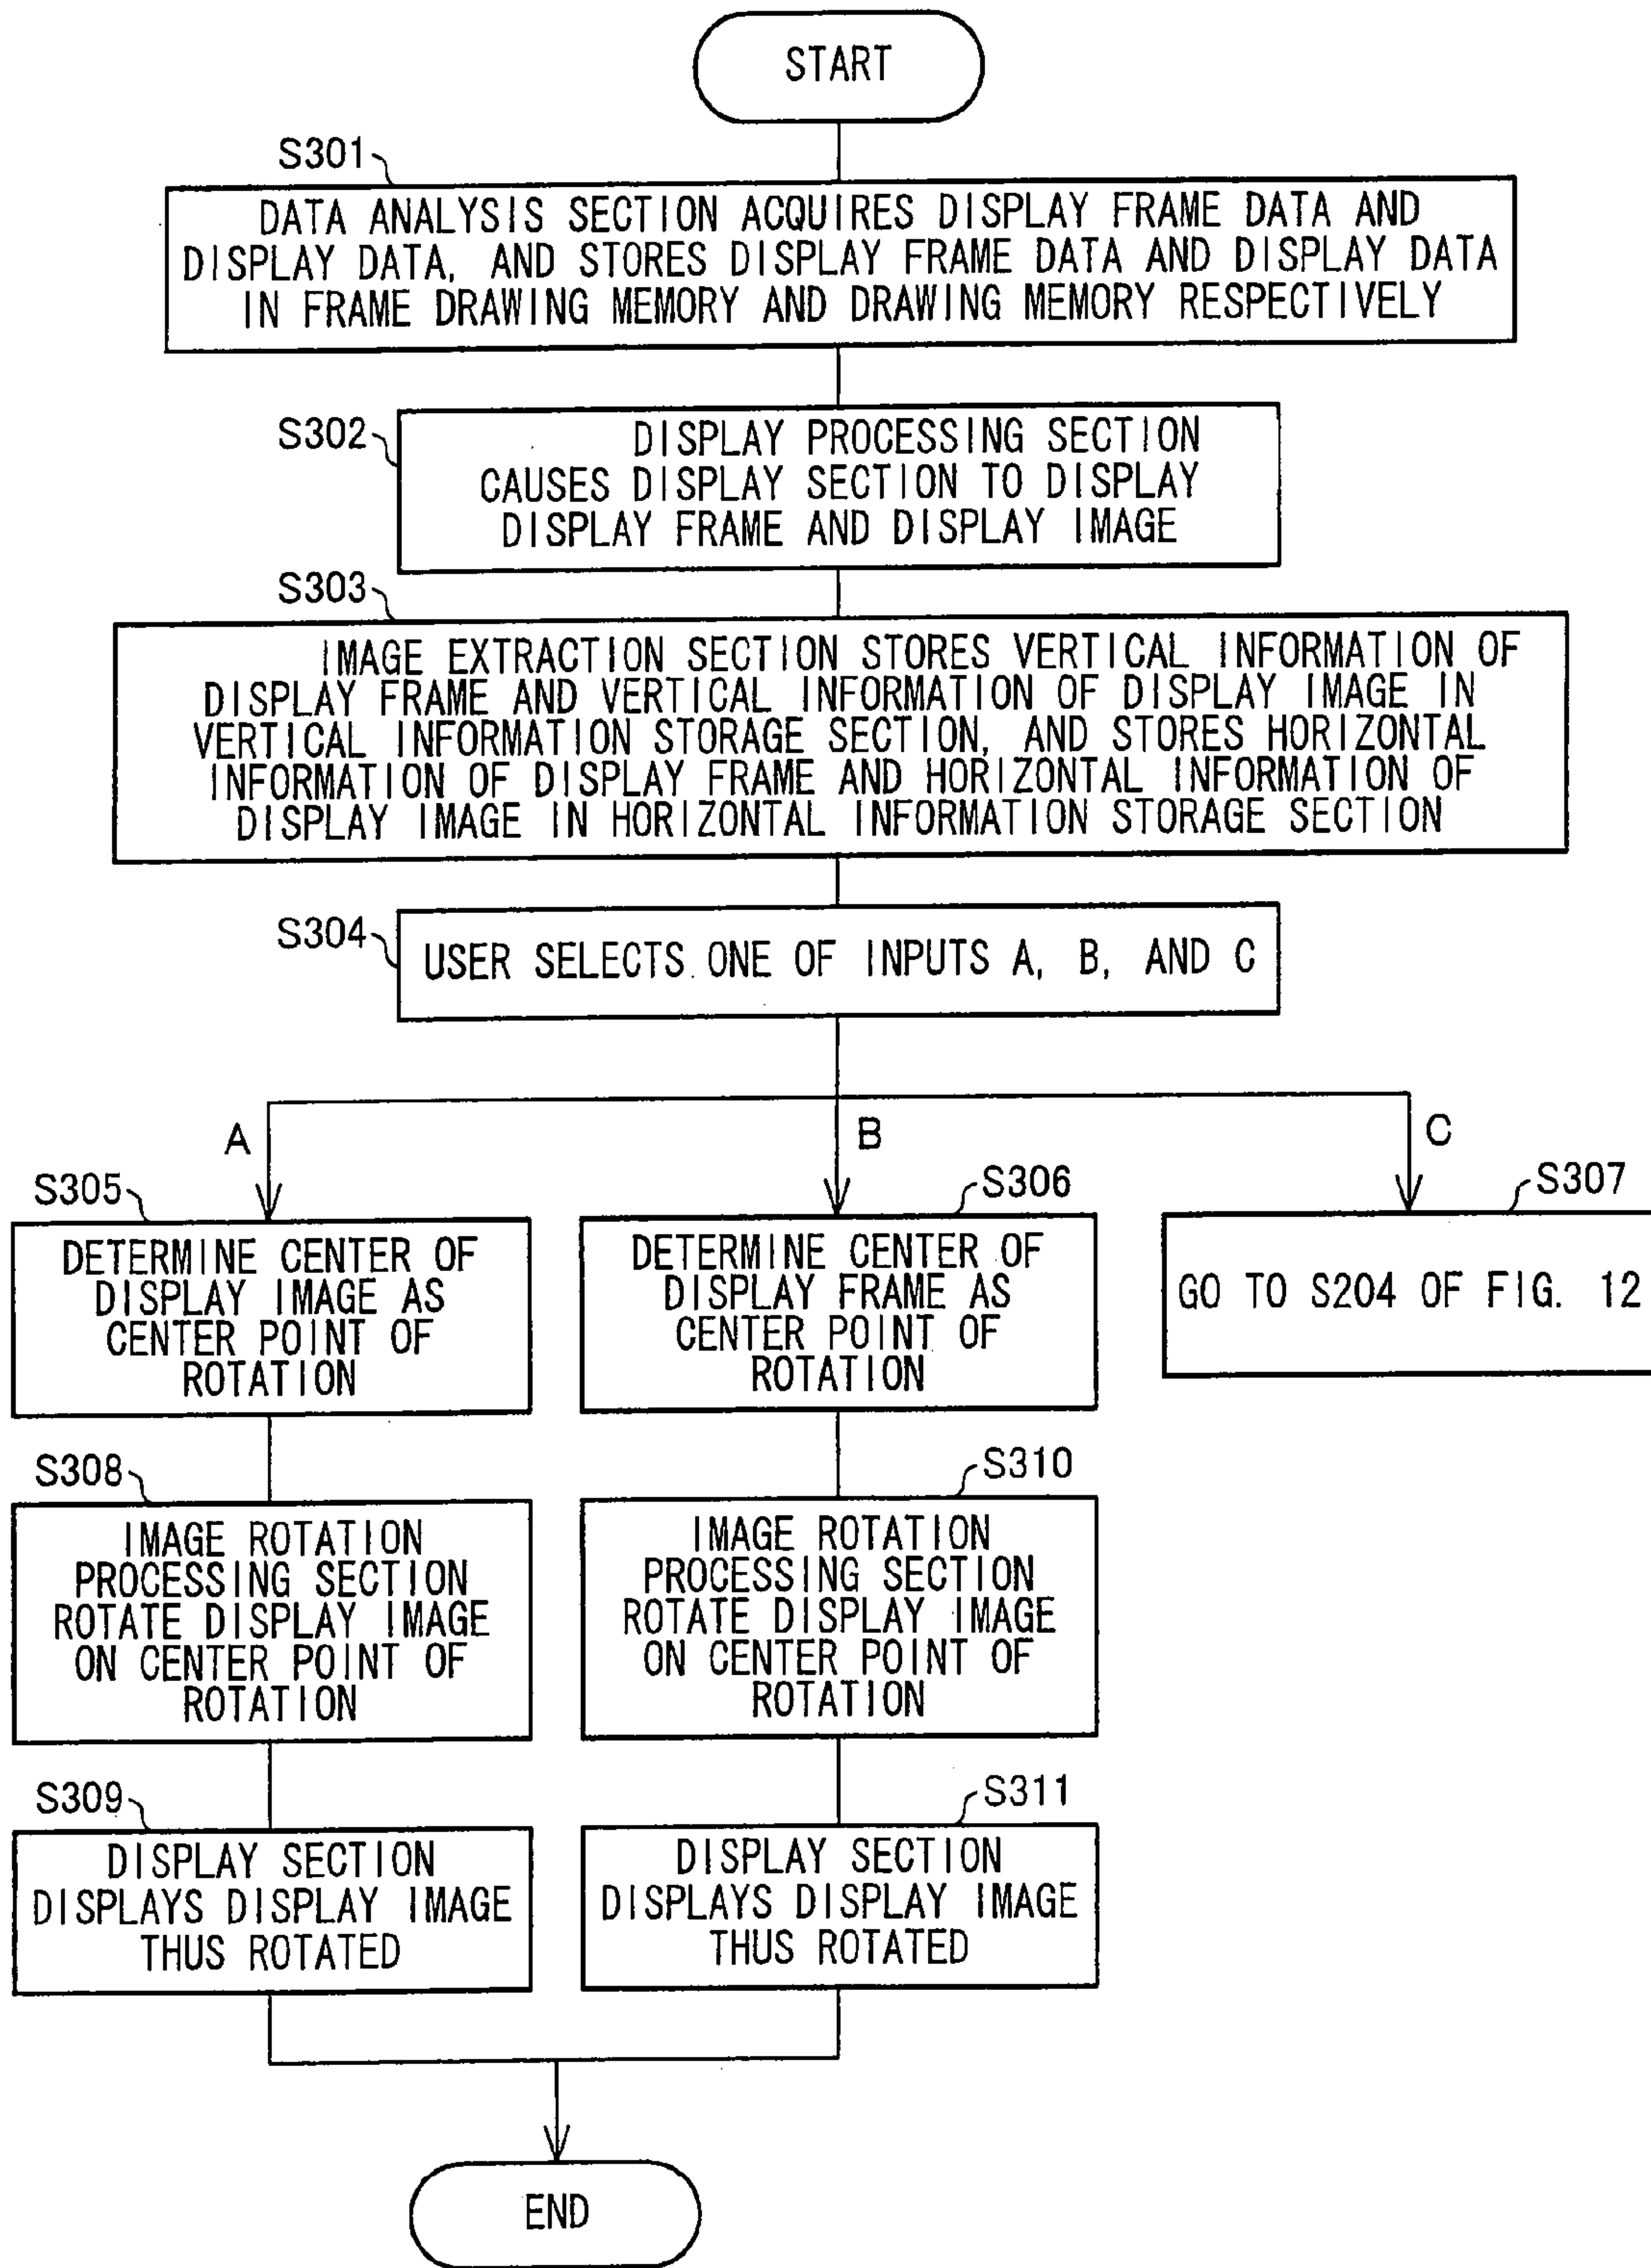 START
S301
DATA ANALYSIS SECTION ACQUIRES DISPLAY FRAME DATA AND
DISPLAY DATA, AND STORES DISPLAY FRAME DATA AND DISPLAY DATA
IN FRAME DRAWING MEMORY AND DRAWING MEMORY RESPECTIVELY
S302
DISPLAY PROCESSING SECTION
CAUSES DISPLAY SECTION TO DISPLAY
DISPLAY FRAME AND DISPLAY IMAGE
S303
IMAGE EXTRACTION SECTION STORES VERTICAL INFORMATION OF
DISPLAY FRAME AND VERTICAL INFORMATION OF DISPLAY IMAGE IN
VERTICAL INFORMATION STORAGE SECTION, AND STORES HORIZONTAL
INFORMATION OF DISPLAY FRAME AND HORIZONTAL INFORMATION OF
DISPLAY IMAGE IN HORIZONTAL INFORMATION STORAGE SECTION
S304
USER SELECTS ONE OF INPUTS A, B, AND C
A
B
C
S305
DETERMINE CENTER OF
DISPLAY IMAGE AS
CENTER POINT OF
ROTATION
S306
DETERMINE CENTER OF
DISPLAY FRAME AS
CENTER POINT OF
ROTATION
S307
GO TO S204 OF FIG. 12
S308
IMAGE ROTATION
PROCESSING SECTION
ROTATE DISPLAY IMAGE
ON CENTER POINT OF
ROTATION
S310
IMAGE ROTATION
PROCESSING SECTION
ROTATE DISPLAY IMAGE
ON CENTER POINT OF
ROTATION
S309
DISPLAY SECTION
DISPLAYS DISPLAY IMAGE
THUS ROTATED
S311
DISPLAY SECTION
DISPLAYS DISPLAY IMAGE
THUS ROTATED
END